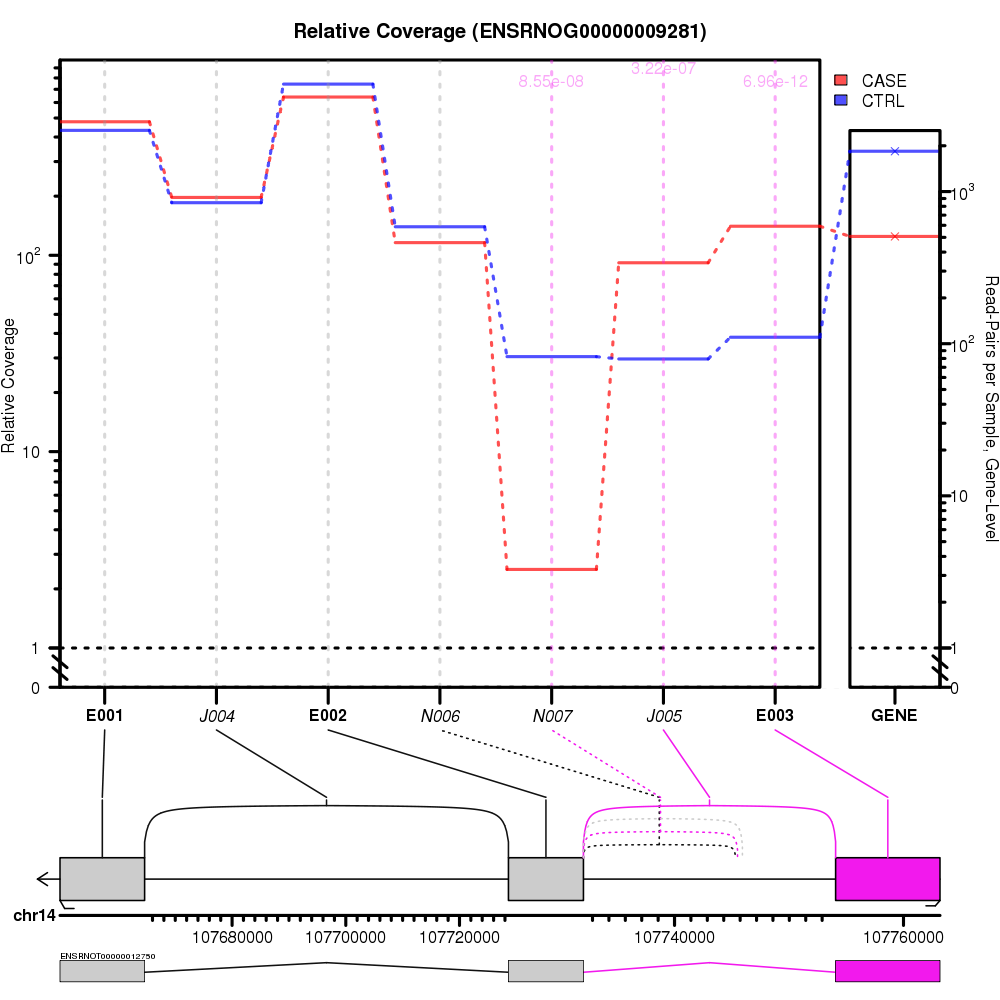 Relative Coverage (ENSRNOG00000009281)
8.55e-08
3.22e-07
6.96e-12
CASE
CTRL
10²
10
1
0
Relative Coverage
10³
10²
10
1
0
Read-Pairs per Sample, Gene-Level
E001
J004
E002
N006
N007
J005
E003
GENE
chr14
107680000
107700000
107720000
107740000
107760000
ENSRNOT00000012750